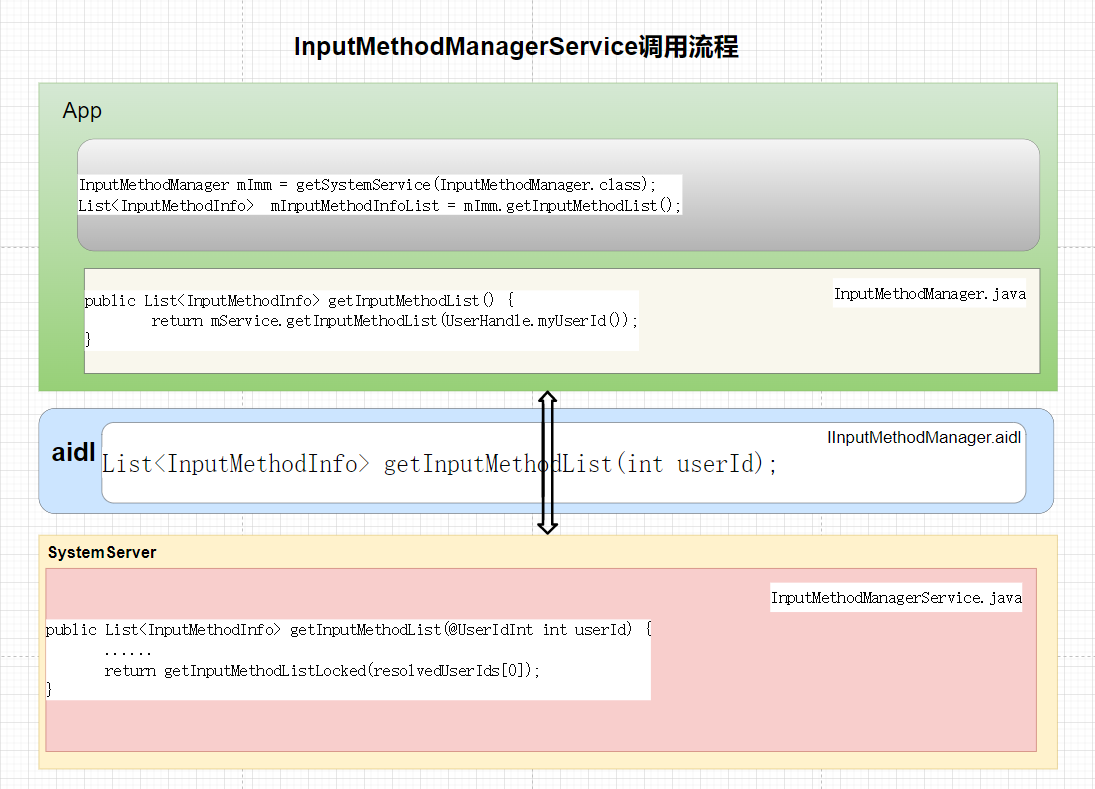 InputMethodManagerService调用流程
App
InputMethodManager mImm = getSystemService(InputMethodManager.class);
List<InputMethodInfo>  mInputMethodInfoList = mImm.getInputMethodList();
InputMethodManager.java
public List<InputMethodInfo> getInputMethodList() {
return mService.getInputMethodList(UserHandle.myUserId());
}
IInputMethodManager.aidl
aidl
List<InputMethodInfo> getInputMethodList(int userId);
SystemServer
InputMethodManagerService.java
public List<InputMethodInfo> getInputMethodList(@UserIdInt int userId) {
......
return getInputMethodListLocked(resolvedUserIds[0]);
}